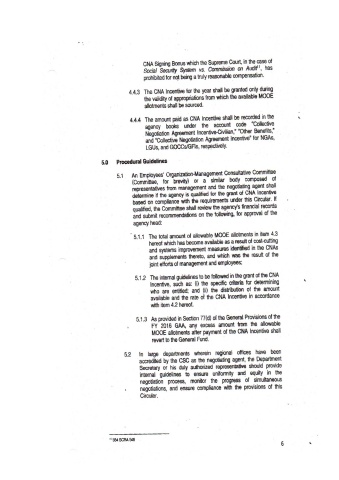 CNA Signing Bonus which the Supreme Court, in the case of
Social Security System vs. Commission on Audit¹¹, has
prohibited for not being a truly reasonable compensation.
4.4.3 The CNA Incentive for the year shall be granted only during
the validity of appropriations from which the available MOOE
allotments shall be sourced.
4.4.4 The amount paid as CNA Incentive shall be recorded in the
agency books under the account code "Collective
Negotiation Agreement Incentive-Civilian," "Other Benefits,"
and "Collective Negotiation Agreement Incentive" for NGAs,
LGUs, and GOCCs/GFIs, respectively.
5.0 Procedural Guidelines
5.1 An Employees' Organization-Management Consultative Committee
(Committee, for brevity) or a similar body composed of
representatives from management and the negotiating agent shall
determine if the agency is qualified for the grant of CNA Incentive
based on compliance with the requirements under this Circular. If
qualified, the Committee shall review the agency's financial records
and submit recommendations on the following, for approval of the
agency head:
5.1.1 The total amount of allowable MOOE allotments in item 4.3
hereof which has become available as a result of cost-cutting
and systems improvement measures identified in the CNAs
and supplements thereto, and which was the result of the
joint efforts of management and employees;
5.1.2 The internal guidelines to be followed in the grant of the CNA
Incentive, such as: (i) the specific criteria for determining
who are entitled; and (ii) the distribution of the amount
available and the rate of the CNA Incentive in accordance
with item 4.2 hereof.
5.1.3 As provided in Section 77(d) of the General Provisions of the
FY 2016 GAA, any excess amount from the allowable
MOOE allotments after payment of the CNA Incentive shall
revert to the General Fund.
5.2 In large departments wherein regional offices have been
accredited by the CSC as the negotiating agent, the Department
Secretary or his duly authorized representative should provide
internal guidelines to ensure uniformity and equity in the
negotiation process, monitor the progress of simultaneous
negotiations, and ensure compliance with the provisions of this
Circular.
¹¹ 384 SCRA 548
6